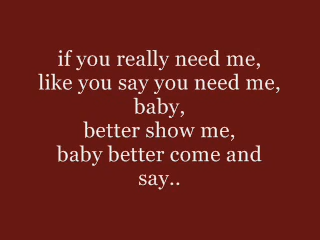 if you really need me,
like you say you need me,
baby,
better show me,
baby better come and
say..